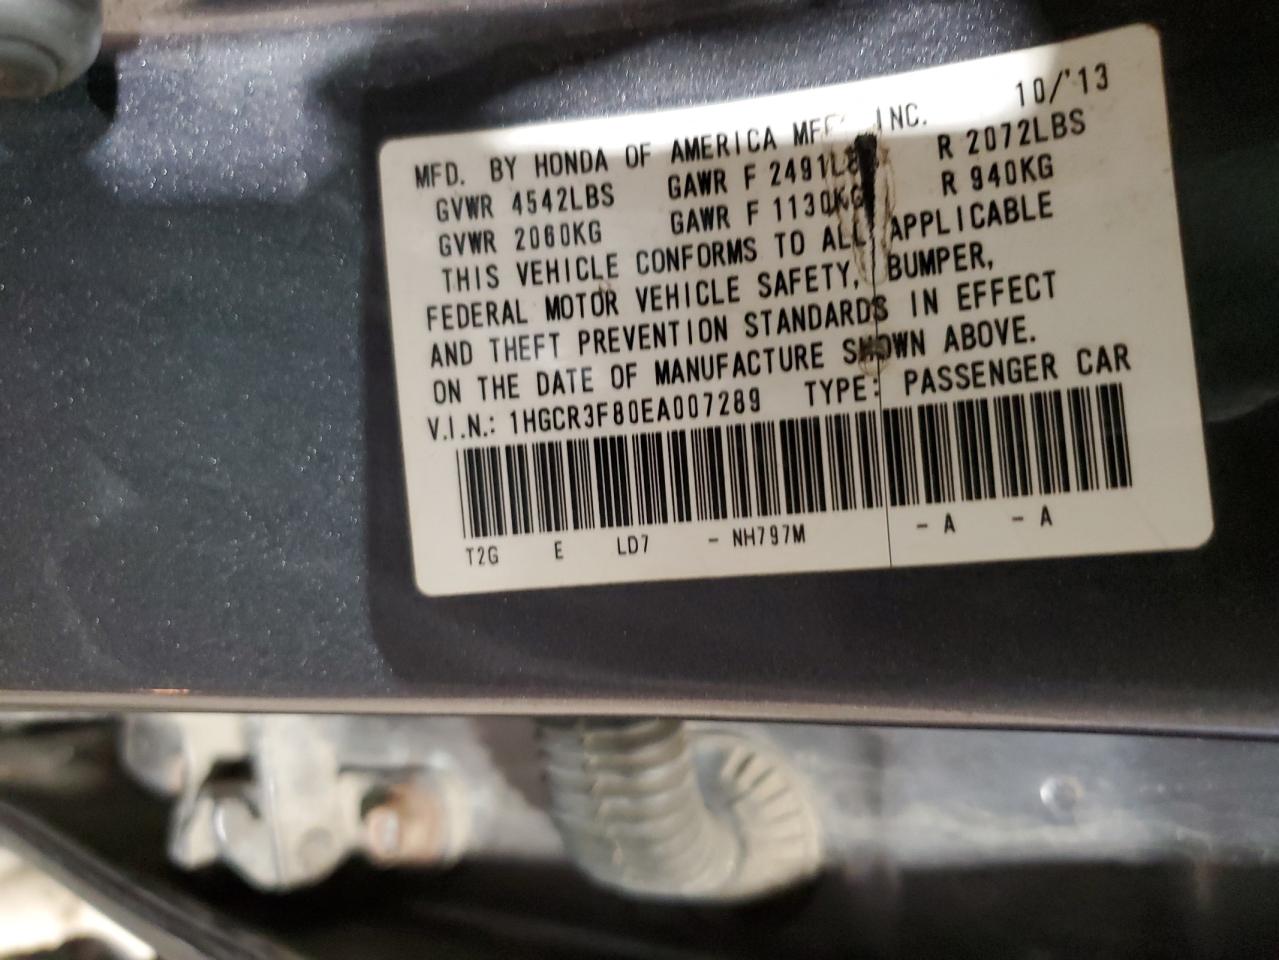 MFD. BY HONDA OF AMERICA MFG., INC. 10/'13
GVWR 4542LBS GAWR F 2491LBS R 2072LBS
GVWR 2060KG GAWR F 1130KG R 940KG
THIS VEHICLE CONFORMS TO ALL APPLICABLE
FEDERAL MOTOR VEHICLE SAFETY, BUMPER,
AND THEFT PREVENTION STANDARDS IN EFFECT
ON THE DATE OF MANUFACTURE SHOWN ABOVE.
V.I.N.: 1HGCR3F80EA007289 TYPE: PASSENGER CAR
T2G E LD7 - NH797M - A - A